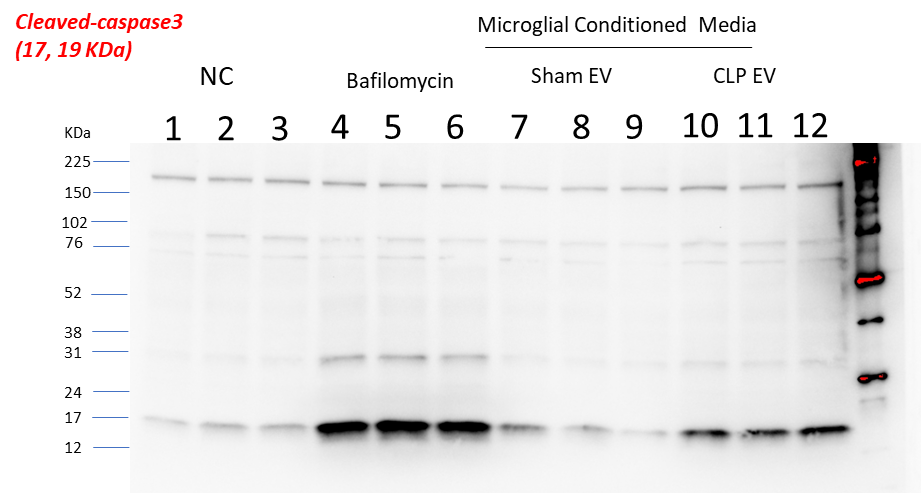 Cleaved-caspase3
(17, 19 KDa)
Microglial Conditioned Media
NC
Bafilomycin
Sham EV
CLP EV
KDa
1 2 3 4 5 6 7 8 9 10 11 12
225
150
102
76
52
38
31
24
17
12